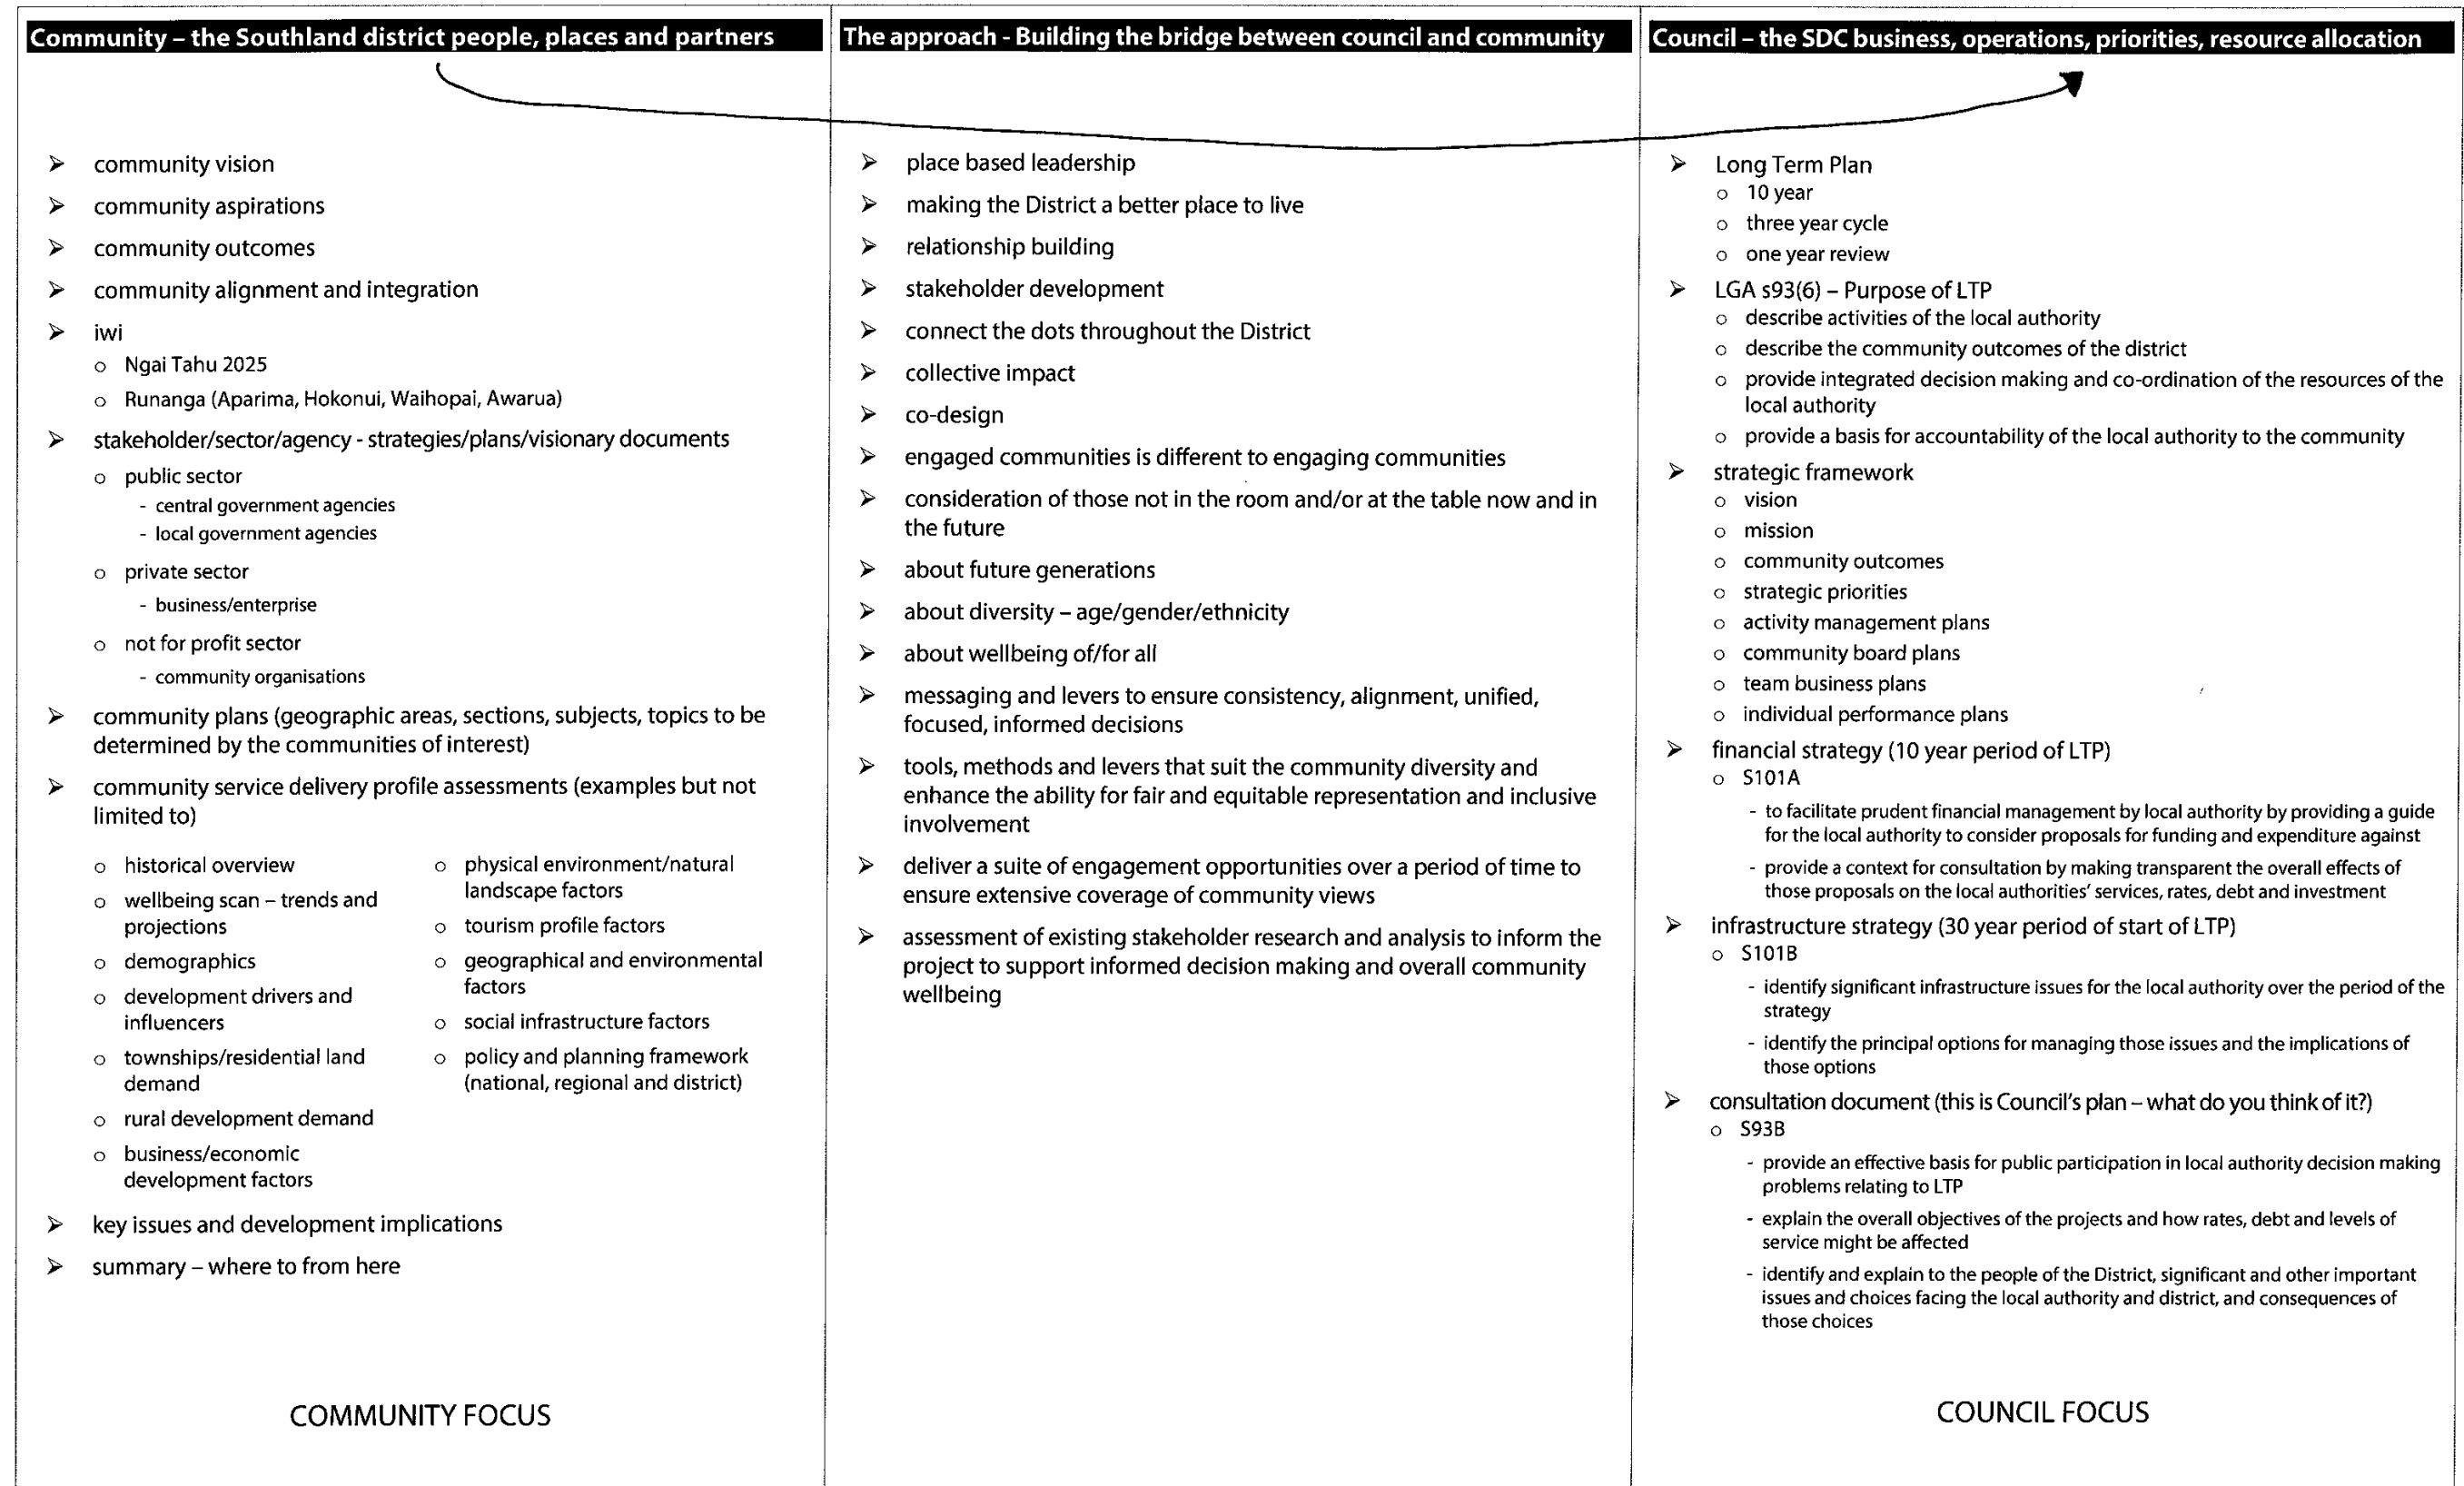 Community – the Southland district people, places and partners
➢ community vision
➢ community aspirations
➢ community outcomes
➢ community alignment and integration
➢ iwi
o Ngai Tahu 2025
o Runanga (Aparima, Hokonui, Waihopai, Awarua)
➢ stakeholder/sector/agency - strategies/plans/visionary documents
o public sector
- central government agencies
- local government agencies
o private sector
- business/enterprise
o not for profit sector
- community organisations
➢ community plans (geographic areas, sections, subjects, topics to be
determined by the communities of interest)
➢ community service delivery profile assessments (examples but not
limited to)
o historical overview
o wellbeing scan – trends and
projections
o demographics
o development drivers and
influencers
o townships/residential land
demand
o rural development demand
o business/economic
development factors
o physical environment/natural
landscape factors
o tourism profile factors
o geographical and environmental
factors
o social infrastructure factors
o policy and planning framework
(national, regional and district)
➢ key issues and development implications
➢ summary – where to from here
COMMUNITY FOCUS
The approach - Building the bridge between council and community
➢ place based leadership
➢ making the District a better place to live
➢ relationship building
➢ stakeholder development
➢ connect the dots throughout the District
➢ collective impact
➢ co-design
➢ engaged communities is different to engaging communities
➢ consideration of those not in the room and/or at the table now and in
the future
➢ about future generations
➢ about diversity – age/gender/ethnicity
➢ about wellbeing of/for all
➢ messaging and levers to ensure consistency, alignment, unified,
focused, informed decisions
➢ tools, methods and levers that suit the community diversity and
enhance the ability for fair and equitable representation and inclusive
involvement
➢ deliver a suite of engagement opportunities over a period of time to
ensure extensive coverage of community views
➢ assessment of existing stakeholder research and analysis to inform the
project to support informed decision making and overall community
wellbeing
Council – the SDC business, operations, priorities, resource allocation
➢ Long Term Plan
o 10 year
o three year cycle
o one year review
➢ LGA s93(6) – Purpose of LTP
o describe activities of the local authority
o describe the community outcomes of the district
o provide integrated decision making and co-ordination of the resources of the
local authority
o provide a basis for accountability of the local authority to the community
➢ strategic framework
o vision
o mission
o community outcomes
o strategic priorities
o activity management plans
o community board plans
o team business plans
o individual performance plans
➢ financial strategy (10 year period of LTP)
o S101A
- to facilitate prudent financial management by local authority by providing a guide
for the local authority to consider proposals for funding and expenditure against
- provide a context for consultation by making transparent the overall effects of
those proposals on the local authorities' services, rates, debt and investment
➢ infrastructure strategy (30 year period of start of LTP)
o S101B
- identify significant infrastructure issues for the local authority over the period of the
strategy
- identify the principal options for managing those issues and the implications of
those options
➢ consultation document (this is Council's plan – what do you think of it?)
o S93B
- provide an effective basis for public participation in local authority decision making
problems relating to LTP
- explain the overall objectives of the projects and how rates, debt and levels of
service might be affected
- identify and explain to the people of the District, significant and other important
issues and choices facing the local authority and district, and consequences of
those choices
COUNCIL FOCUS